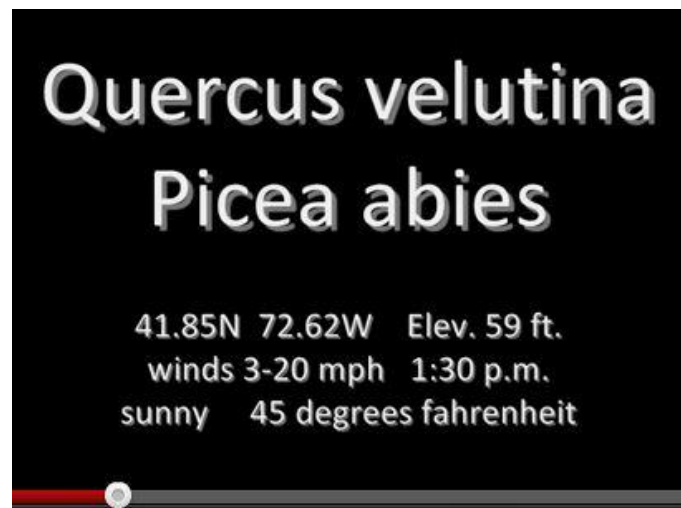 Quercus velutina
Picea abies
41.85N 72.62W Elev. 59 ft.
winds 3-20 mph 1:30 p.m.
sunny 45 degrees fahrenheit